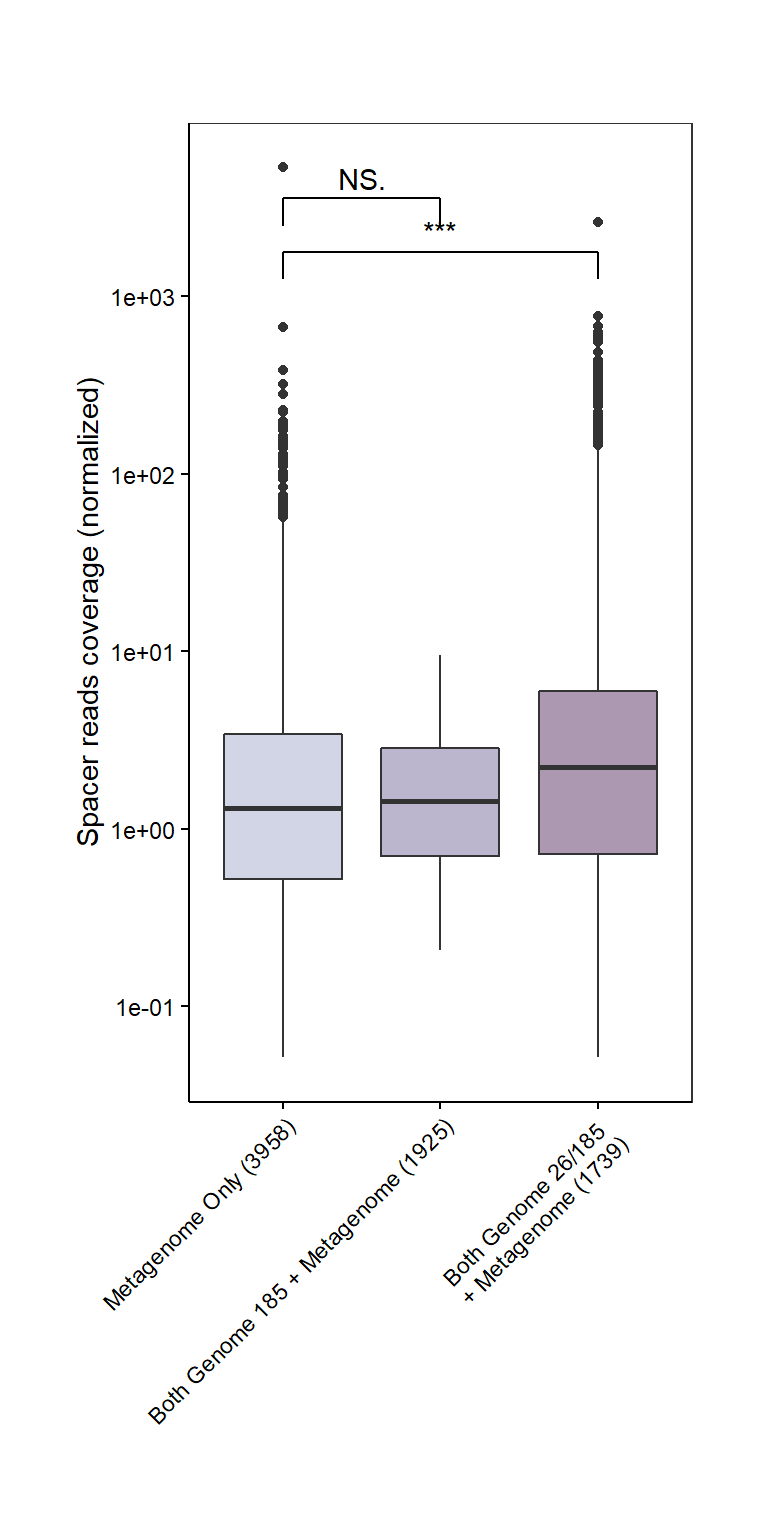 NS.
***
1e+03
1e+02
1e+01
1e+00
1e-01
Spacer reads coverage (normalized)
Metagenome Only (3958)
Both Genome 185 + Metagenome (1925)
Both Genome 26/185
+ Metagenome (1739)